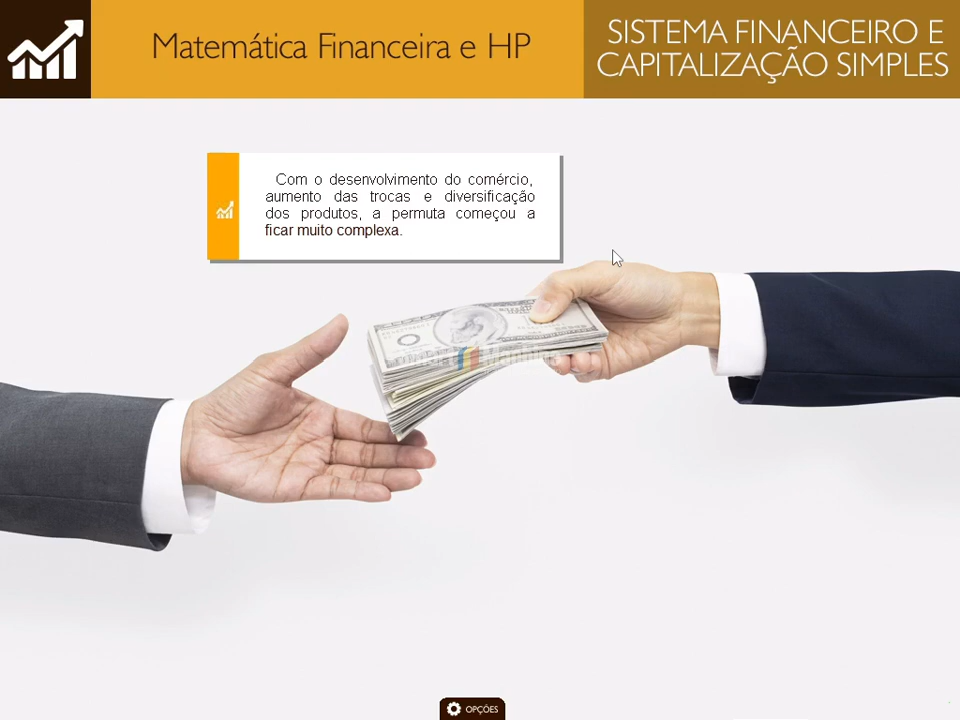 Matemática Financeira e HP
SISTEMA FINANCEIRO E
CAPITALIZAÇÃO SIMPLES
Com o desenvolvimento do comércio,
aumento das trocas e diversificação
dos produtos, a permuta começou a
ficar muito complexa.
OPÇÕES